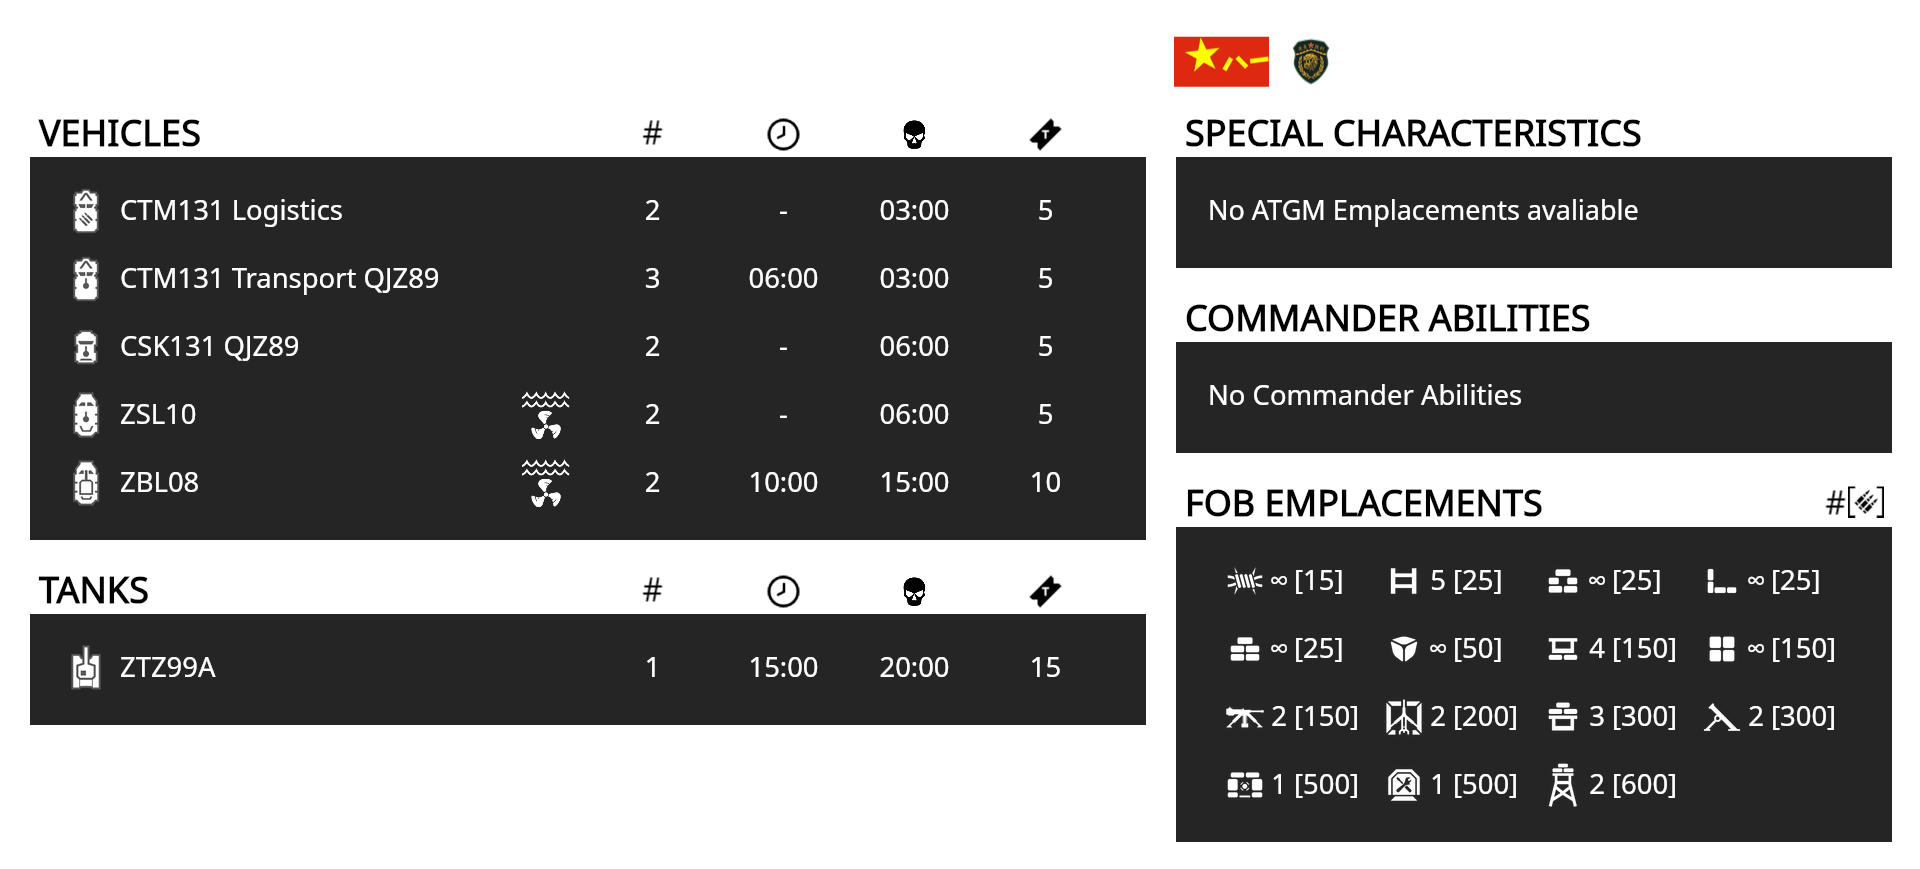 VEHICLES #
CTM131 Logistics 2 - 03:00 5
CTM131 Transport QJZ89 3 06:00 03:00 5
CSK131 QJZ89 2 - 06:00 5
ZSL10 2 - 06:00 5
ZBL08 2 10:00 15:00 10
TANKS #
ZTZ99A 1 15:00 20:00 15
八一
SPECIAL CHARACTERISTICS
No ATGM Emplacements avaliable
COMMANDER ABILITIES
No Commander Abilities
FOB EMPLACEMENTS #[ ]
∞ [15] 5 [25] ∞ [25] ∞ [25]
∞ [25] ∞ [50] 4 [150] ∞ [150]
2 [150] 2 [200] 3 [300] 2 [300]
1 [500] 1 [500] 2 [600]